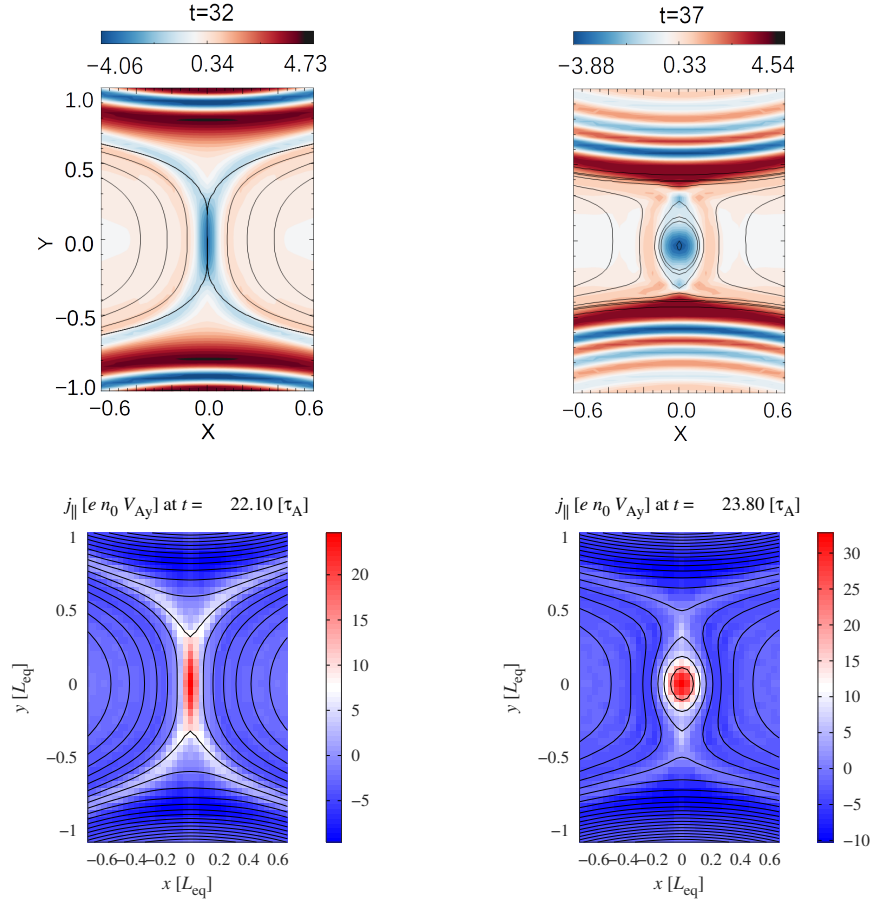 t=32
−4.06 0.34 4.73
1.0
0.5
0.0
−0.5
−1.0
Y
−0.6 0.0 0.6
X
t=37
−3.88 0.33 4.54
−0.6 0.0 0.6
X
j|| [e n0 VAy] at t = 22.10 [τA]
1
0.5
0
−0.5
−1
y [Leq]
−0.6 −0.4 −0.2 0 0.2 0.4 0.6
x [Leq]
20
15
10
5
0
−5
j|| [e n0 VAy] at t = 23.80 [τA]
1
0.5
0
−0.5
−1
y [Leq]
−0.6 −0.4 −0.2 0 0.2 0.4 0.6
x [Leq]
30
25
20
15
10
5
0
−5
−10